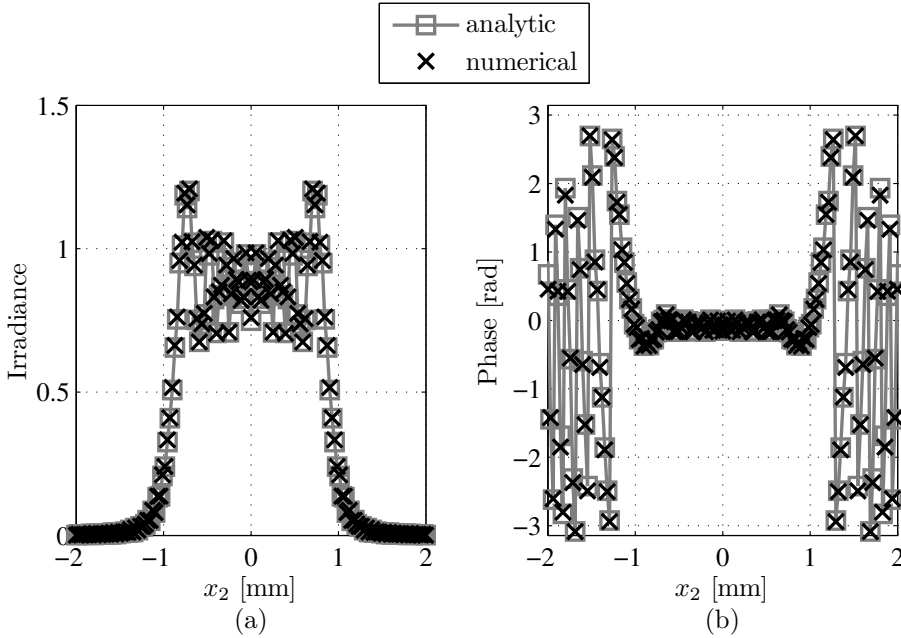 analytic
numerical
1.5
1
0.5
0
Irradiance
−2
−1
0
1
2
x₂ [mm]
(a)
3
2
1
0
−1
−2
−3
Phase [rad]
−2
−1
0
1
2
x₂ [mm]
(b)